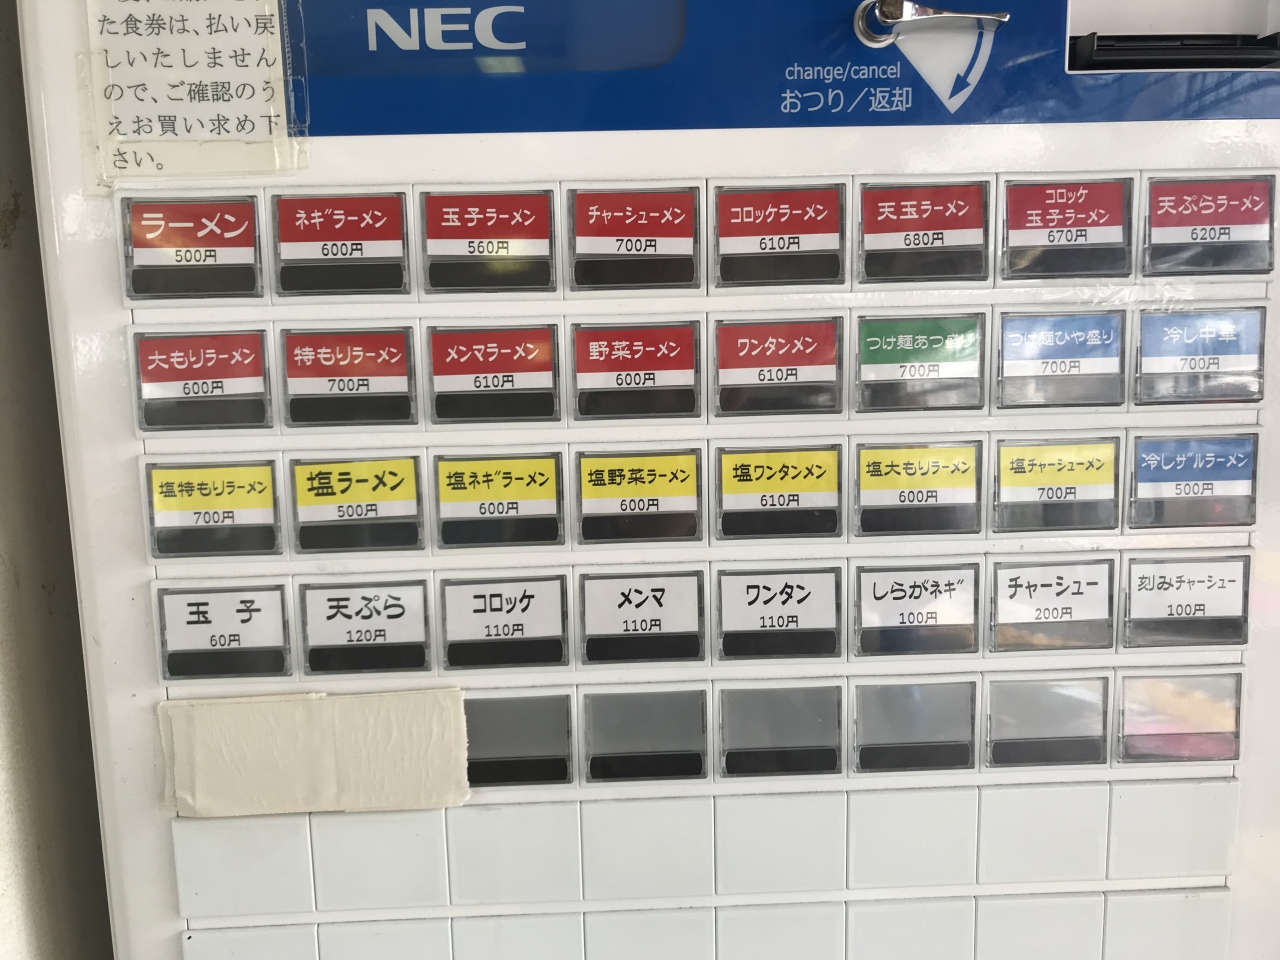 た食券は、払い戻
しいたしません
ので、ご確認のう
えお買い求め下
さい。
NEC
change/cancel
おつり／返却
ラーメン
500円
ネギラーメン
600円
玉子ラーメン
560円
チャーシューメン
700円
コロッケラーメン
610円
天玉ラーメン
680円
コロッケ
玉子ラーメン
670円
天ぷらラーメン
620円
大もりラーメン
600円
特もりラーメン
700円
メンマラーメン
610円
野菜ラーメン
600円
ワンタンメン
610円
つけ麺あつ盛り
700円
つけ麺ひや盛り
700円
冷し中華
700円
塩特もりラーメン
700円
塩ラーメン
500円
塩ネギラーメン
600円
塩野菜ラーメン
600円
塩ワンタンメン
610円
塩大もりラーメン
600円
塩チャーシューメン
700円
冷しザルラーメン
500円
玉 子
60円
天ぷら
120円
コロッケ
110円
メンマ
110円
ワンタン
110円
しらがネギ
100円
チャーシュー
200円
刻みチャーシュー
100円